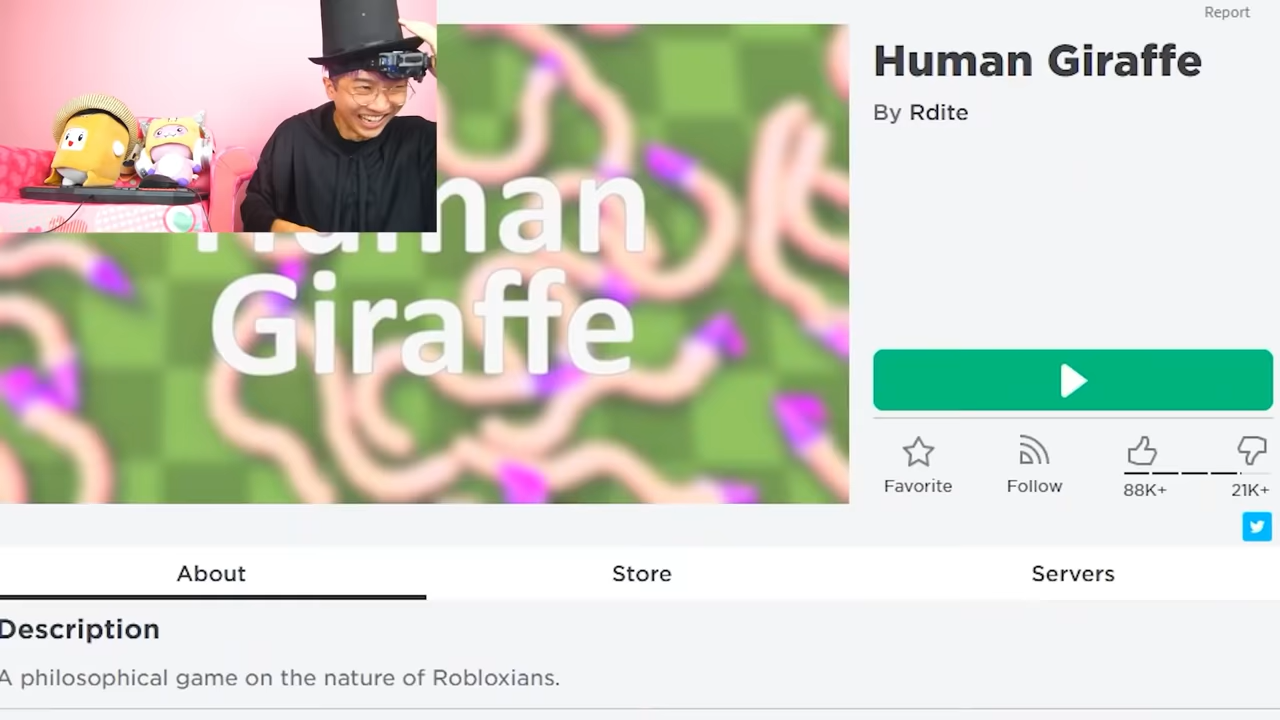 Report
Human Giraffe
By Rdite
Human
Giraffe
Favorite
Follow
88K+
21K+
About
Store
Servers
Description
A philosophical game on the nature of Robloxians.